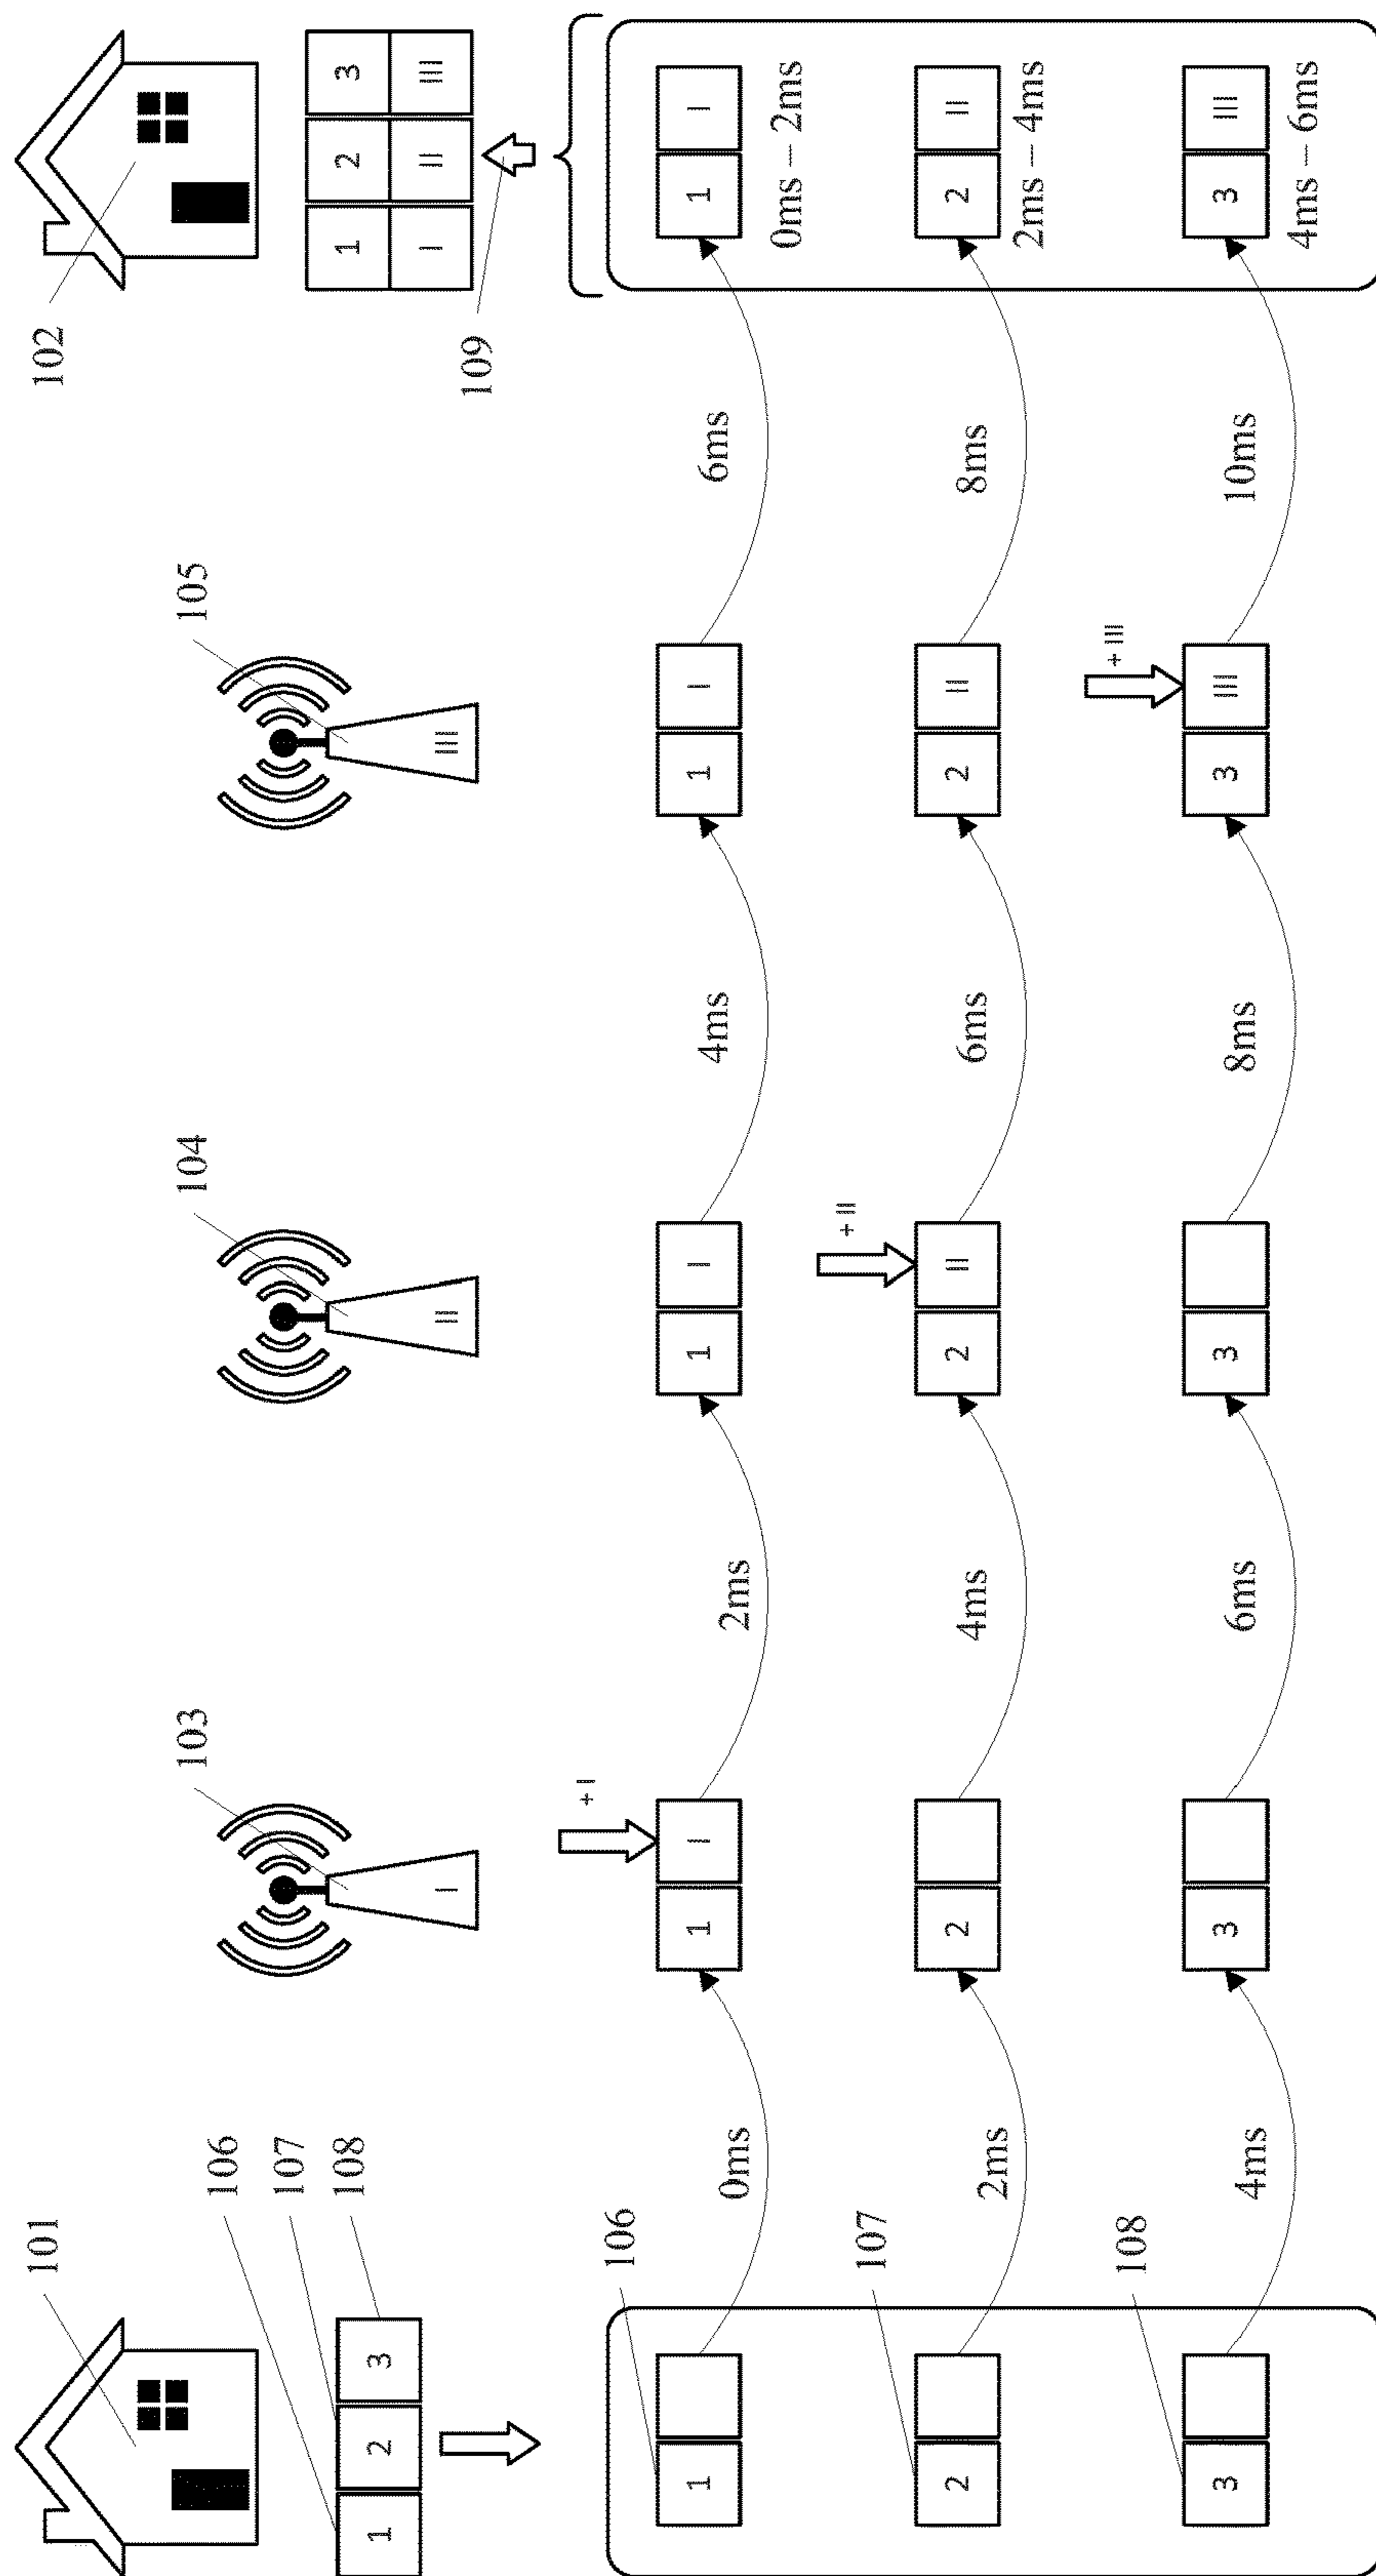 101
103
104
105
102
106
107
108
I
II
III
1 2 3
1 2 3
I II III
109
+ I
106
1
0ms
1 I
2ms
1 I
4ms
1 I
6ms
1 I
0ms – 2ms
+ II
107
2
2ms
2
4ms
2 II
6ms
2 II
8ms
2 II
2ms – 4ms
+ III
108
3
4ms
3
6ms
3
8ms
3 III
10ms
3 III
4ms – 6ms